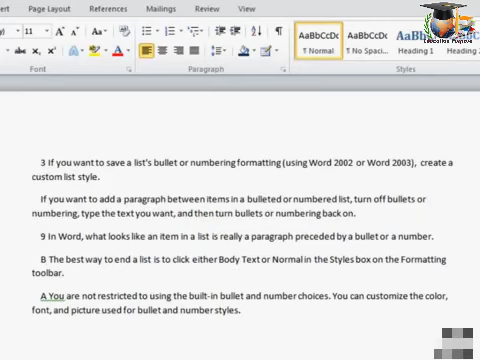 ert Page Layout References Mailings Review View
11 Aa
AaBbCcDc AaBbCcDc AaBb
¶ Normal ¶ No Spaci... Heading 1 Heading 2
Font Paragraph Styles
3 If you want to save a list's bullet or numbering formatting (using Word 2002 or Word 2003), create a
custom list style.
If you want to add a paragraph between items in a bulleted or numbered list, turn off bullets or
numbering, type the text you want, and then turn bullets or numbering back on.
9 In Word, what looks like an item in a list is really a paragraph preceded by a bullet or a number.
B The best way to end a list is to click either Body Text or Normal in the Styles box on the Formatting
toolbar.
A You are not restricted to using the built-in bullet and number choices. You can customize the color,
font, and picture used for bullet and number styles.